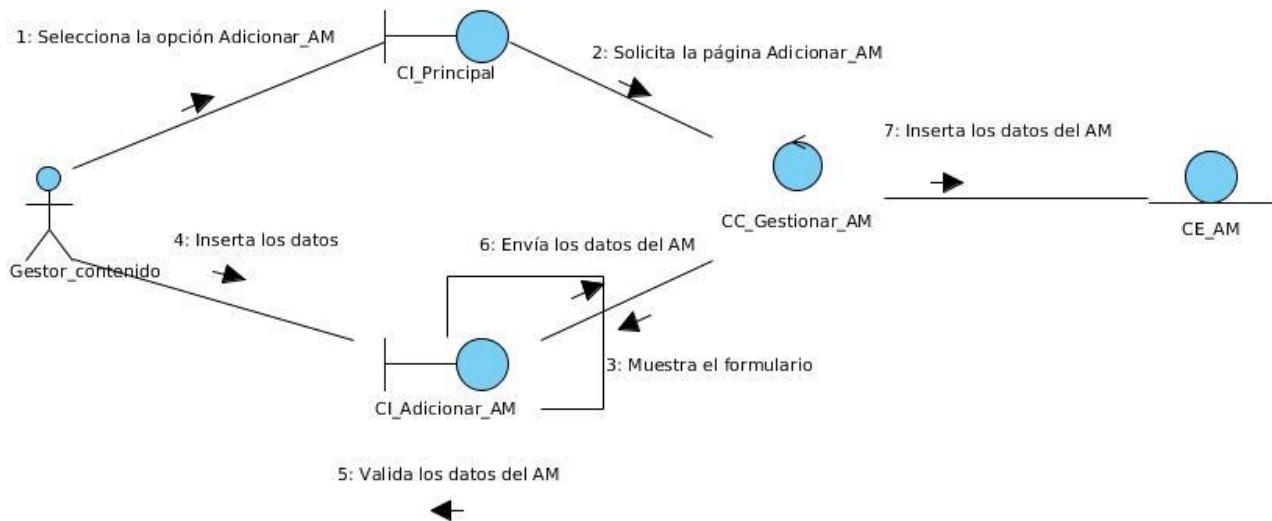 1: Selecciona la opción Adicionar_AM
CI_Principal
2: Solicita la página Adicionar_AM
7: Inserta los datos del AM
CC_Gestionar_AM
CE_AM
Gestor_contenido
4: Inserta los datos
6: Envía los datos del AM
3: Muestra el formulario
CI_Adicionar_AM
5: Valida los datos del AM